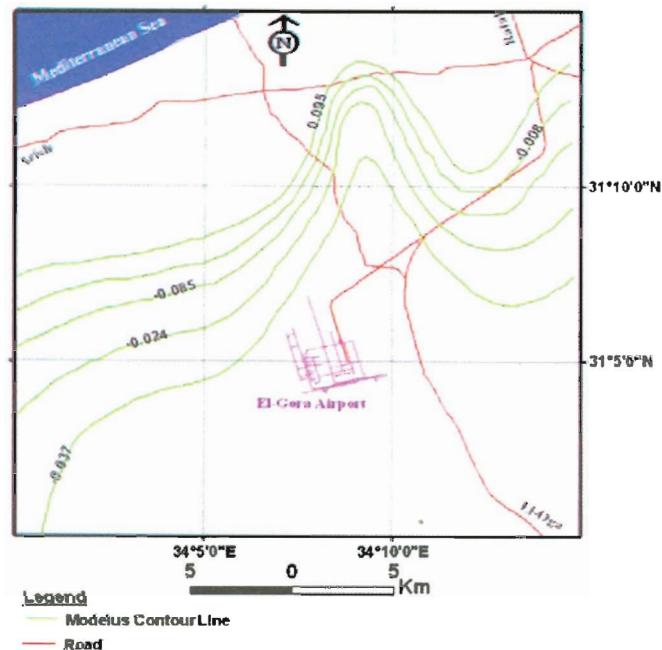 Mediterranean Sea
N
Rafah
Arish
0.095
-0.008
31°10'0"N
-0.085
-0.024
31°5'0"N
El-Gora Airport
-0.037
34°5'0"E
34°10'0"E
5
0
5
Km
Legend
Modelus Contour Line
Road